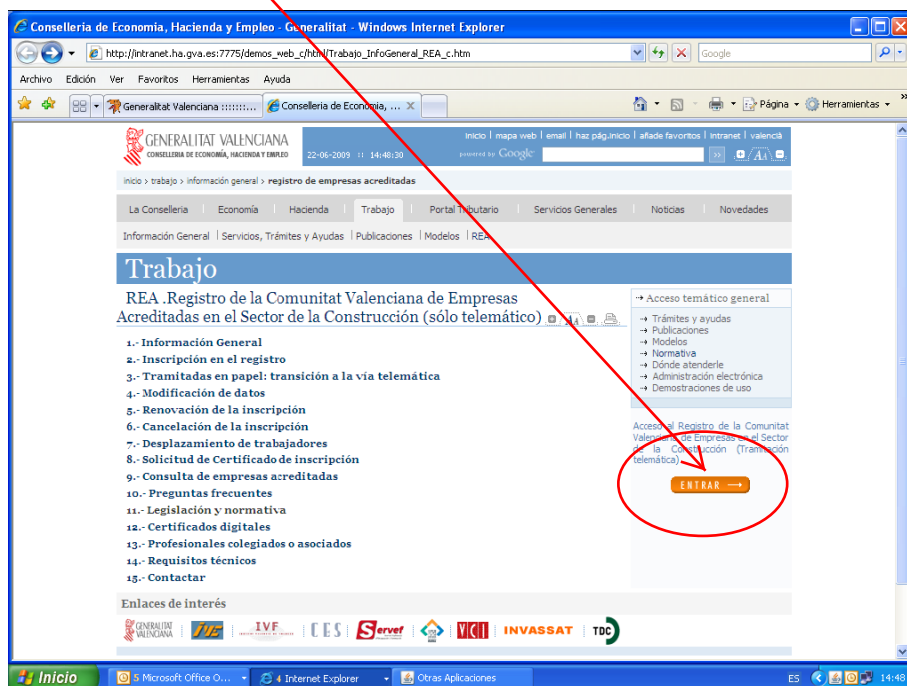 Conselleria de Economia, Hacienda y Empleo - Generalitat - Windows Internet Explorer
http://intranet.ha.gva.es:7775/demos_web_c/html/Trabajo_InfoGeneral_REA_c.htm
Google
Archivo Edición Ver Favoritos Herramientas Ayuda
Generalitat Valenciana :::::::... Conselleria de Economía, ... X Página Herramientas »
GENERALITAT VALENCIANA
CONSELLERIA DE ECONOMÍA, HACIENDA Y EMPLEO
22-06-2009 :: 14:48:30
inicio | mapa web | email | haz pág.inicio | añade favoritos | intranet | valencià
powered by Google
inicio > trabajo > información general > registro de empresas acreditadas
La Conselleria Economía Hacienda Trabajo Portal Tributario Servicios Generales Noticias Novedades
Información General | Servicios, Trámites y Ayudas | Publicaciones | Modelos | REA
Trabajo
REA .Registro de la Comunitat Valenciana de Empresas
Acreditadas en el Sector de la Construcción (sólo telemático)
1.- Información General
2.- Inscripción en el registro
3.- Tramitadas en papel: transición a la vía telemática
4.- Modificación de datos
5.- Renovación de la inscripción
6.- Cancelación de la inscripción
7.- Desplazamiento de trabajadores
8.- Solicitud de Certificado de inscripción
9.- Consulta de empresas acreditadas
10.- Preguntas frecuentes
11.- Legislación y normativa
12.- Certificados digitales
13.- Profesionales colegiados o asociados
14.- Requisitos técnicos
15.- Contactar
Acceso temático general
Trámites y ayudas
Publicaciones
Modelos
Normativa
Dónde atenderle
Administración electrónica
Demostraciones de uso
Acceso al Registro de la Comunitat
Valenciana de Empresas en el Sector
de la Construcción (Tramitación
telemática)
ENTRAR
Enlaces de interés
GENERALITAT VALENCIANA IVE IVF CES Servef VCI INVASSAT TDC
Inicio 5 Microsoft Office O... 4 Internet Explorer Otras Aplicaciones ES 14:48